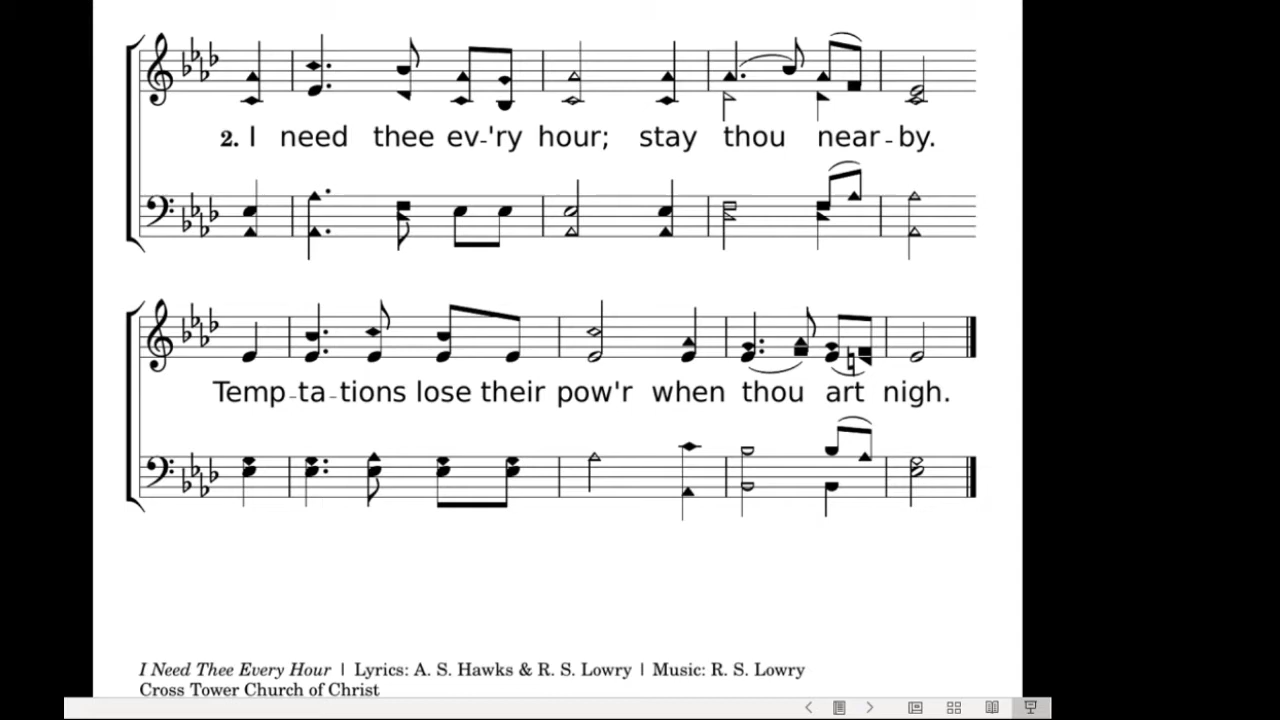 2. I need thee ev-'ry hour; stay thou near-by.
Temp-ta-tions lose their pow'r when thou art nigh.
I Need Thee Every Hour | Lyrics: A. S. Hawks & R. S. Lowry | Music: R. S. Lowry
Cross Tower Church of Christ